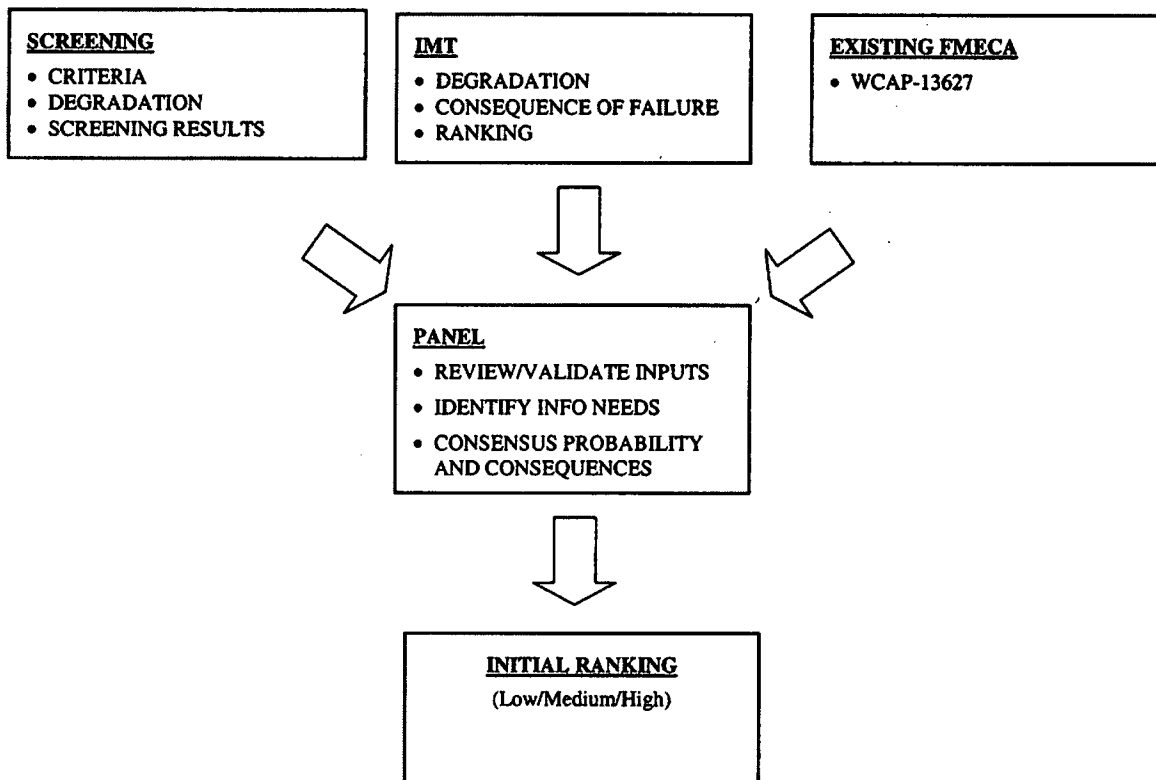 SCREENING
• CRITERIA
• DEGRADATION
• SCREENING RESULTS
IMT
• DEGRADATION
• CONSEQUENCE OF FAILURE
• RANKING
EXISTING FMECA
• WCAP-13627
PANEL
• REVIEW/VALIDATE INPUTS
• IDENTIFY INFO NEEDS
• CONSENSUS PROBABILITY
AND CONSEQUENCES
INITIAL RANKING
(Low/Medium/High)